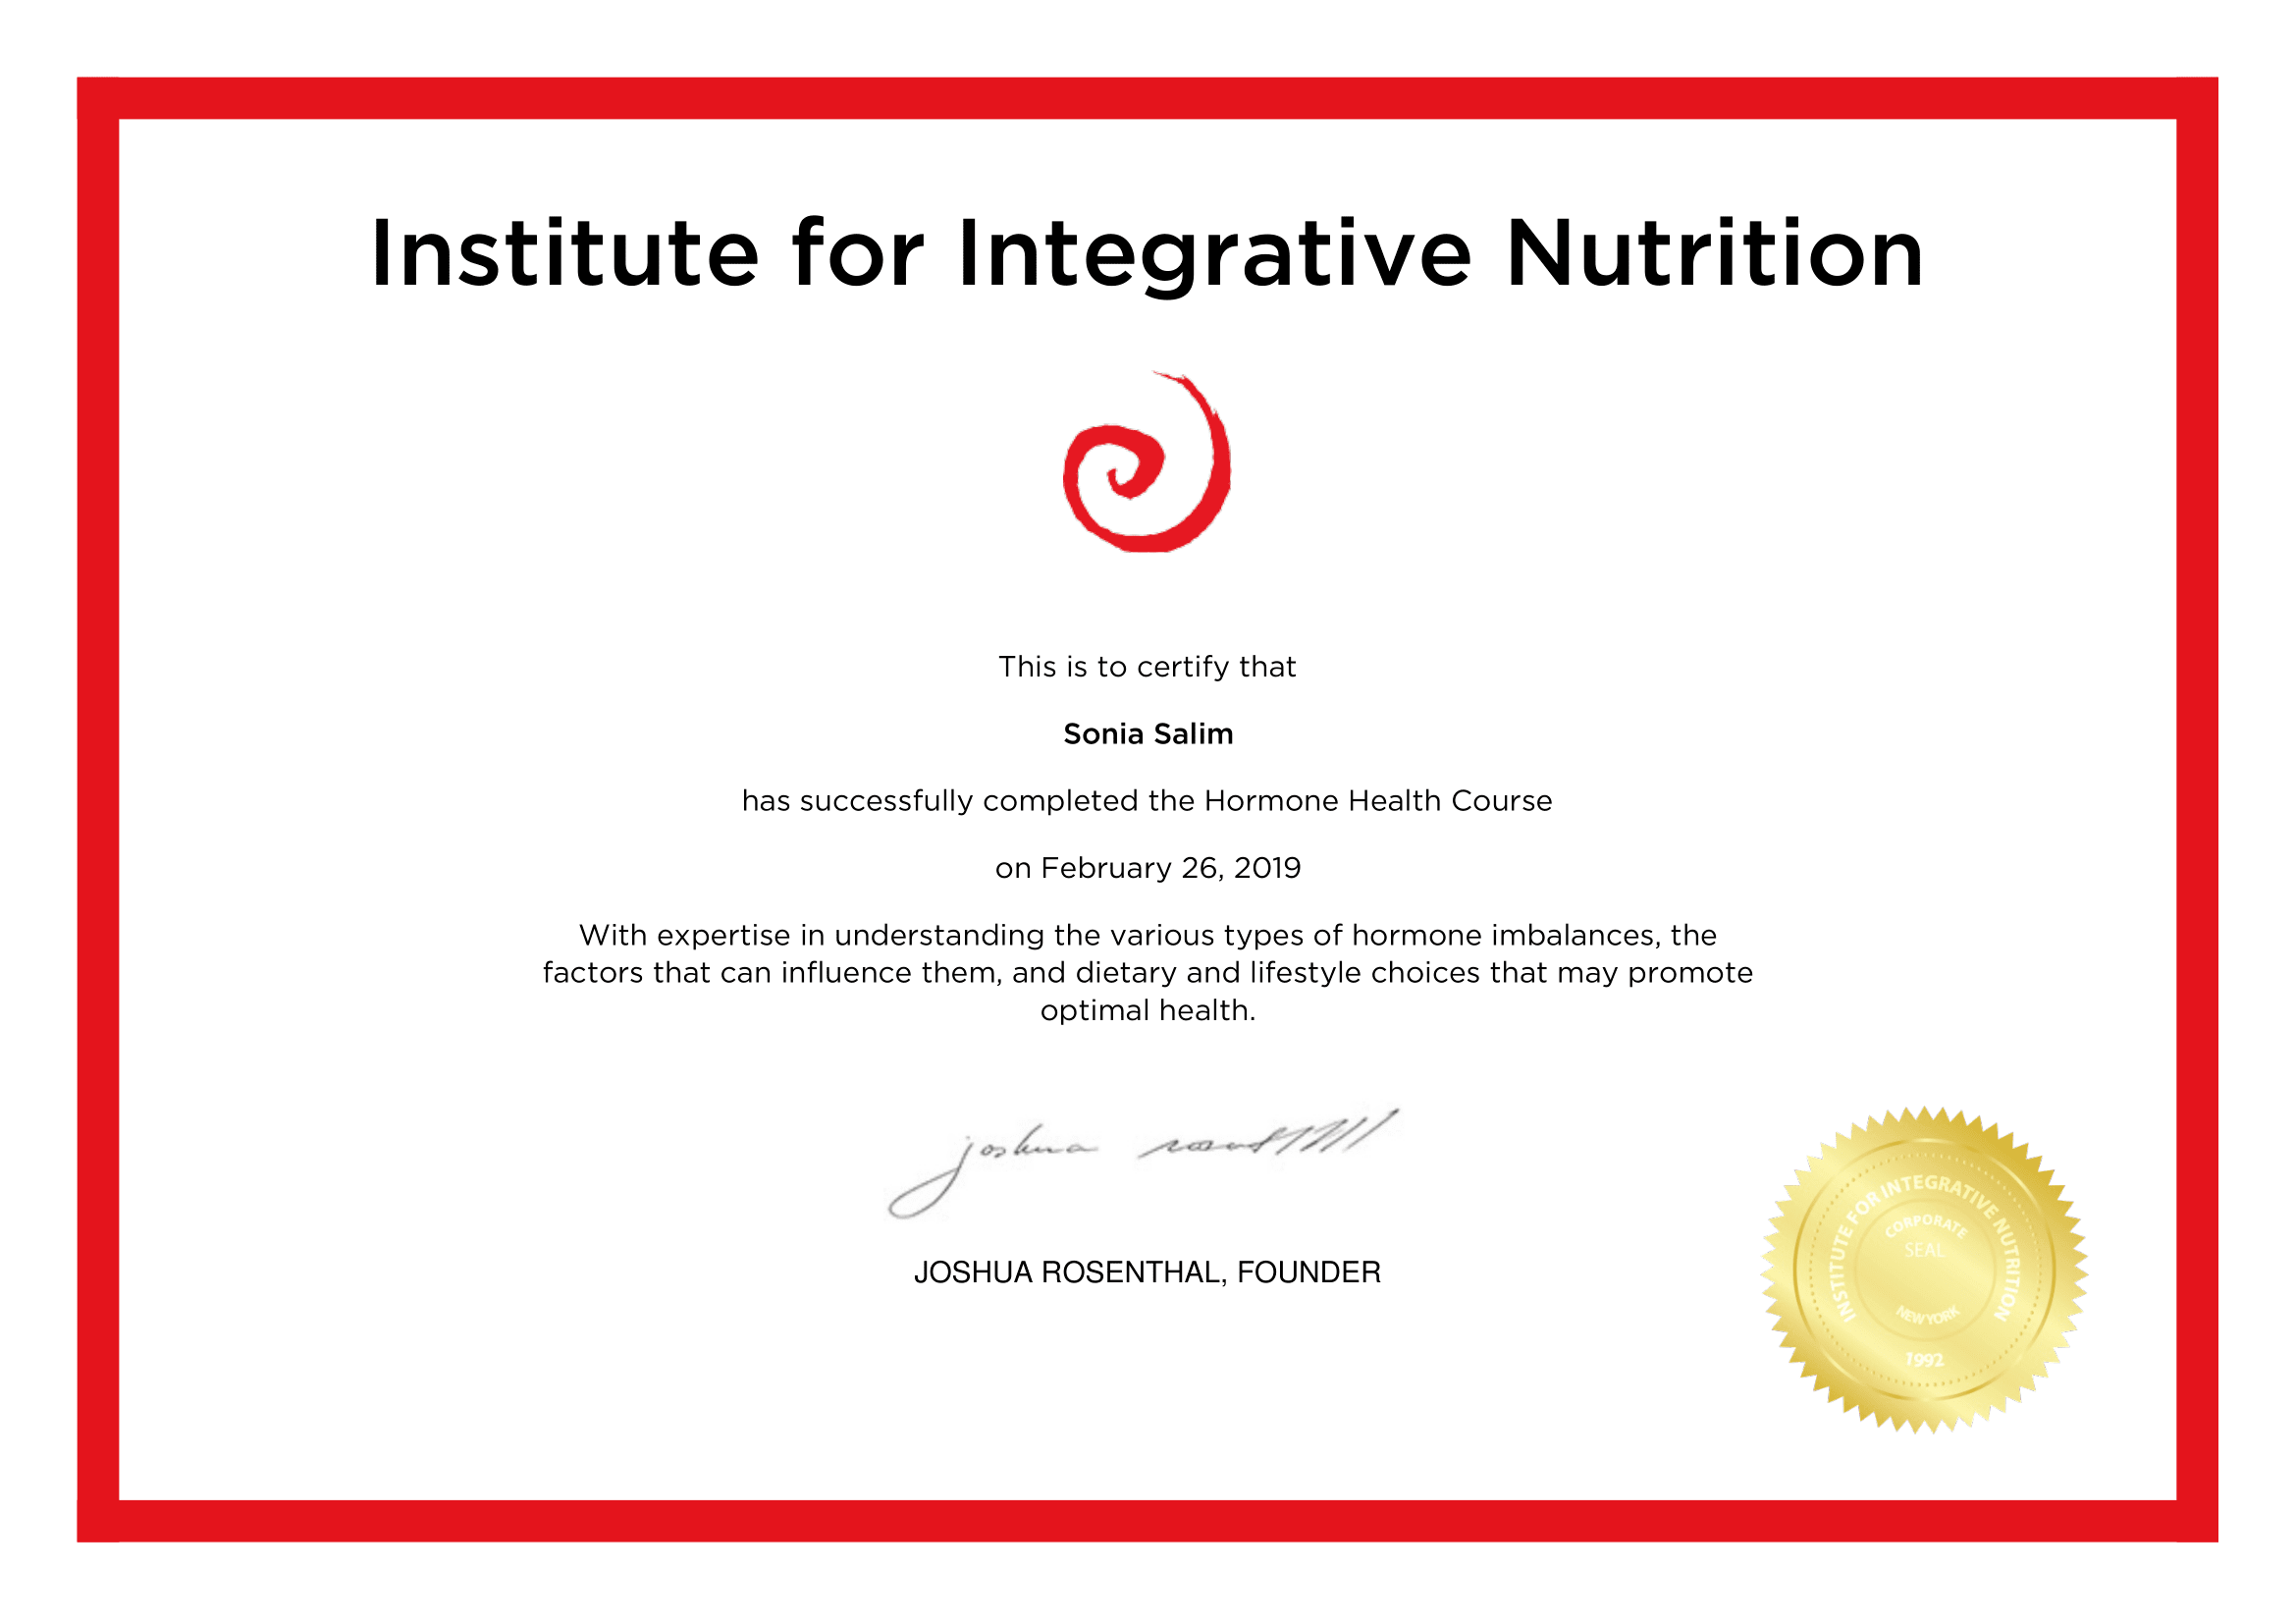 Institute for Integrative Nutrition
This is to certify that
Sonia Salim
has successfully completed the Hormone Health Course
on February 26, 2019
With expertise in understanding the various types of hormone imbalances, the
factors that can influence them, and dietary and lifestyle choices that may promote
optimal health.
joshua rosenthal
JOSHUA ROSENTHAL, FOUNDER
INSTITUTE FOR INTEGRATIVE NUTRITION
CORPORATE
SEAL
NEW YORK
1992